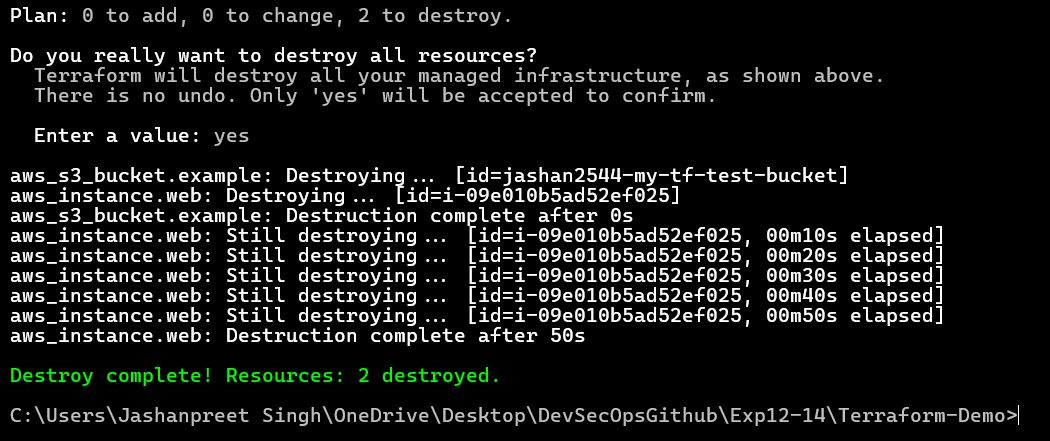 Plan: 0 to add, 0 to change, 2 to destroy.
Do you really want to destroy all resources?
Terraform will destroy all your managed infrastructure, as shown above.
There is no undo. Only 'yes' will be accepted to confirm.
Enter a value: yes
aws_s3_bucket.example: Destroying... [id=jashan2544-my-tf-test-bucket]
aws_instance.web: Destroying... [id=i-09e010b5ad52ef025]
aws_s3_bucket.example: Destruction complete after 0s
aws_instance.web: Still destroying... [id=i-09e010b5ad52ef025, 00m10s elapsed]
aws_instance.web: Still destroying... [id=i-09e010b5ad52ef025, 00m20s elapsed]
aws_instance.web: Still destroying... [id=i-09e010b5ad52ef025, 00m30s elapsed]
aws_instance.web: Still destroying... [id=i-09e010b5ad52ef025, 00m40s elapsed]
aws_instance.web: Still destroying... [id=i-09e010b5ad52ef025, 00m50s elapsed]
aws_instance.web: Destruction complete after 50s
Destroy complete! Resources: 2 destroyed.
C:\Users\Jashanpreet Singh\OneDrive\Desktop\DevSecOpsGithub\Exp12-14\Terraform-Demo>